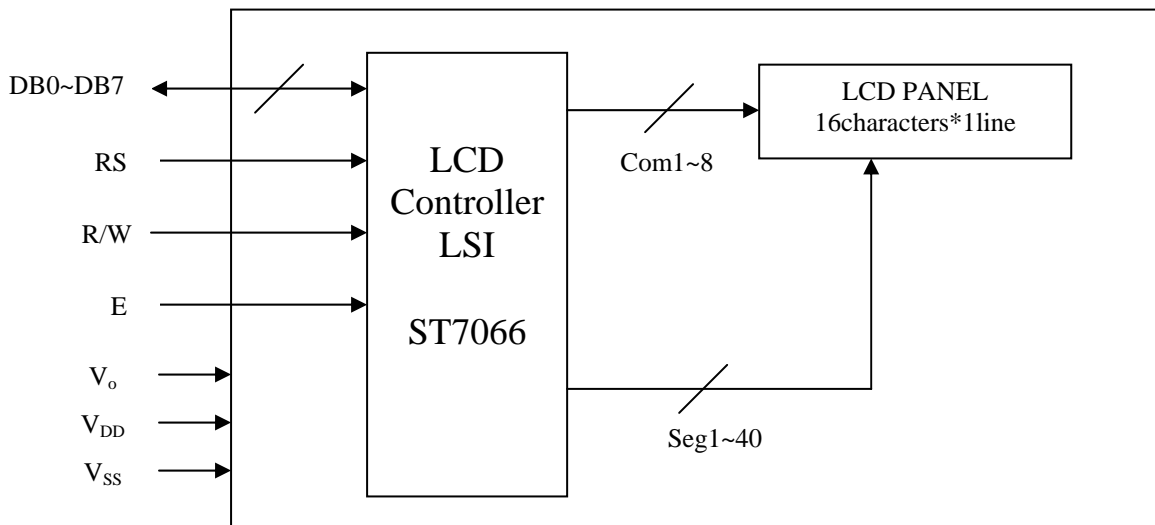 DB0~DB7
RS
R/W
E
Vo
VDD
VSS
LCD
Controller
LSI
ST7066
Com1~8
Seg1~40
LCD PANEL
16characters*1line